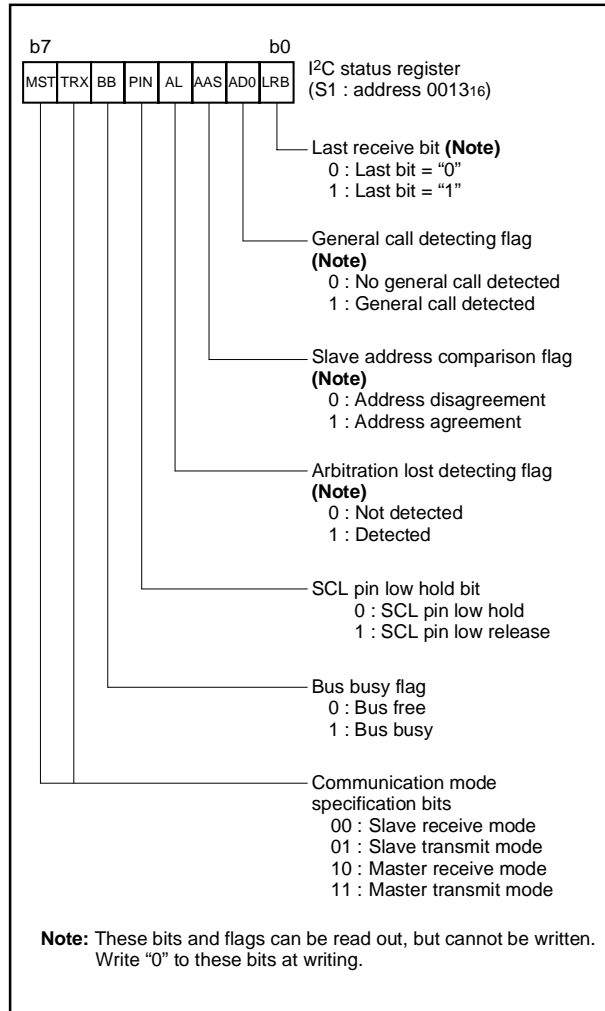 b7 b0
MST TRX BB PIN AL AAS AD0 LRB
I2C status register
(S1 : address 001316)
Last receive bit (Note)
0 : Last bit = “0”
1 : Last bit = “1”
General call detecting flag
(Note)
0 : No general call detected
1 : General call detected
Slave address comparison flag
(Note)
0 : Address disagreement
1 : Address agreement
Arbitration lost detecting flag
(Note)
0 : Not detected
1 : Detected
SCL pin low hold bit
0 : SCL pin low hold
1 : SCL pin low release
Bus busy flag
0 : Bus free
1 : Bus busy
Communication mode
specification bits
00 : Slave receive mode
01 : Slave transmit mode
10 : Master receive mode
11 : Master transmit mode
Note: These bits and flags can be read out, but cannot be written.
Write “0” to these bits at writing.